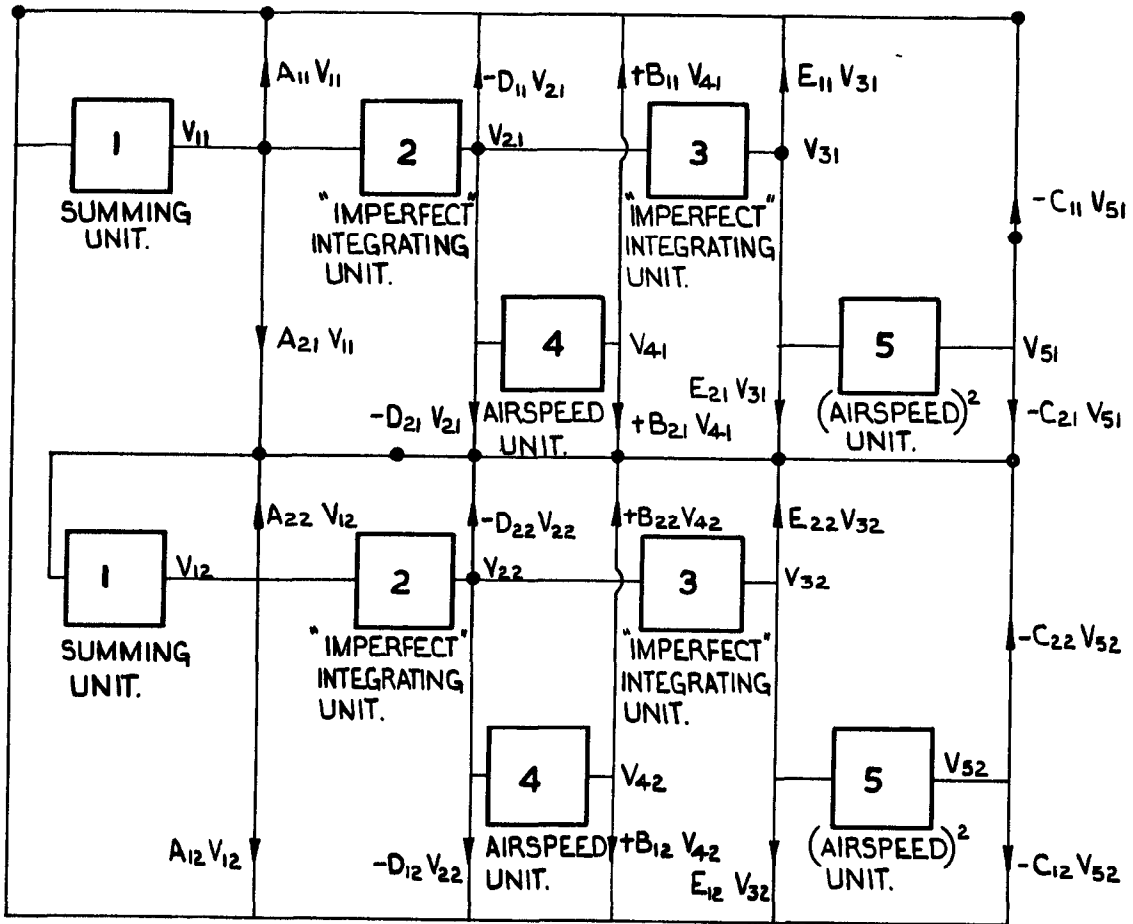 A11 V11
-D11 V21
+B11 V41
E11 V31
1
V11
2
V21
3
V31
SUMMING
UNIT.
"IMPERFECT"
INTEGRATING
UNIT.
"IMPERFECT"
INTEGRATING
UNIT.
-C11 V51
A21 V11
4
V41
5
V51
-D21 V21
AIRSPEED
UNIT.
+B21 V41
E21 V31
(AIRSPEED)²
UNIT.
-C21 V51
A22 V12
-D22 V22
+B22 V42
E22 V32
1
V12
2
V22
3
V32
SUMMING
UNIT.
"IMPERFECT"
INTEGRATING
UNIT.
"IMPERFECT"
INTEGRATING
UNIT.
-C22 V52
4
V42
5
V52
A12 V12
-D12 V22
AIRSPEED
UNIT.
+B12 V42
E12 V32
(AIRSPEED)²
UNIT.
-C12 V52